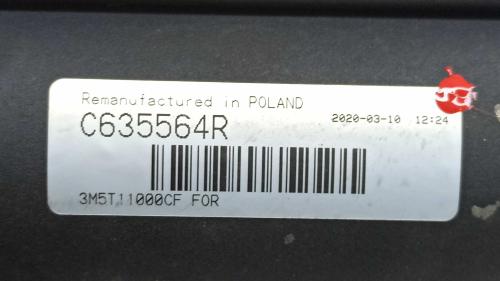 Remanufactured in POLAND
C635564R
2020-03-10 12:24
3M5T11000CF FOR